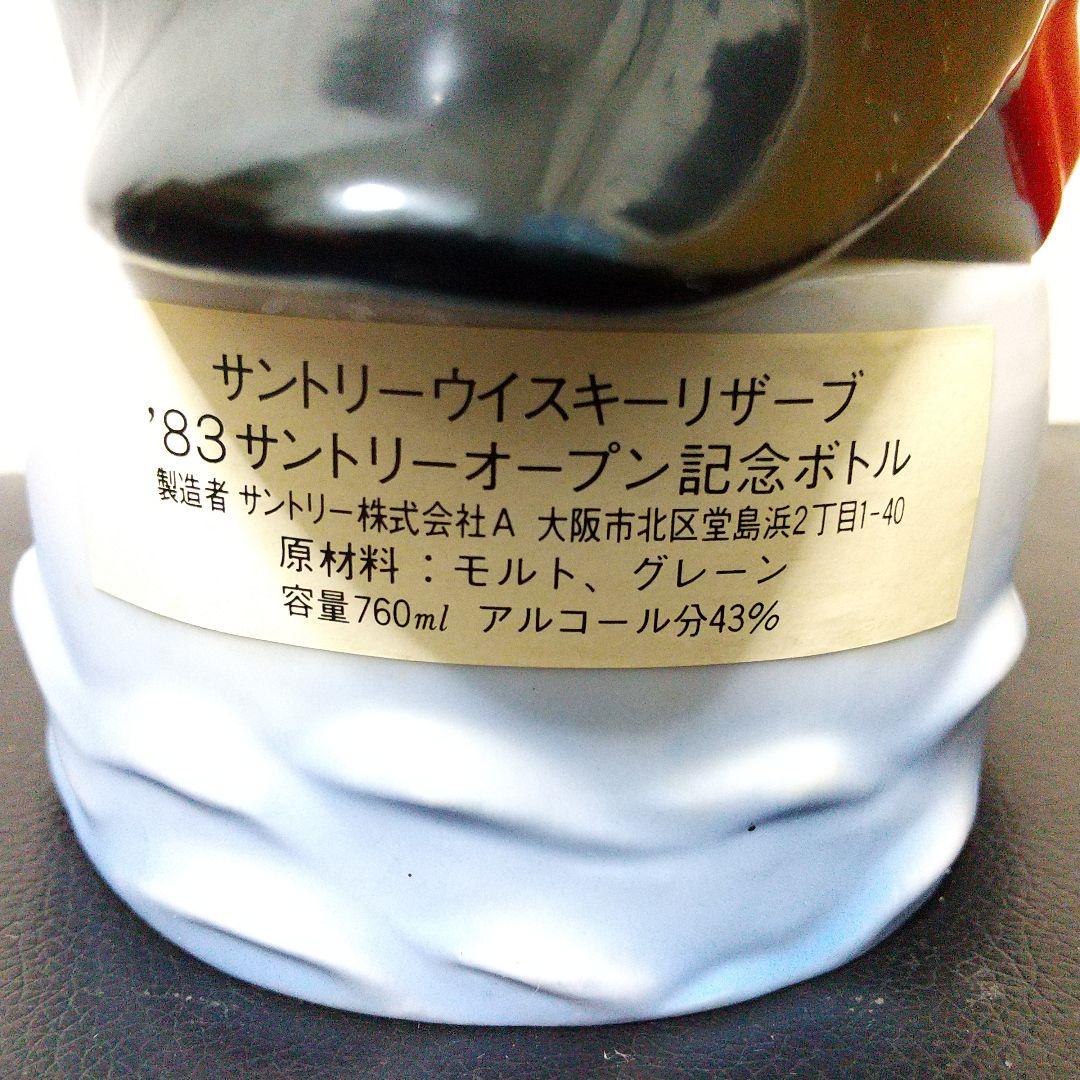 サントリーウイスキーリザーブ
’83サントリーオープン記念ボトル
製造者 サントリー株式会社A 大阪市北区堂島浜2丁目1-40
原材料：モルト、グレーン
容量760ml アルコール分43%